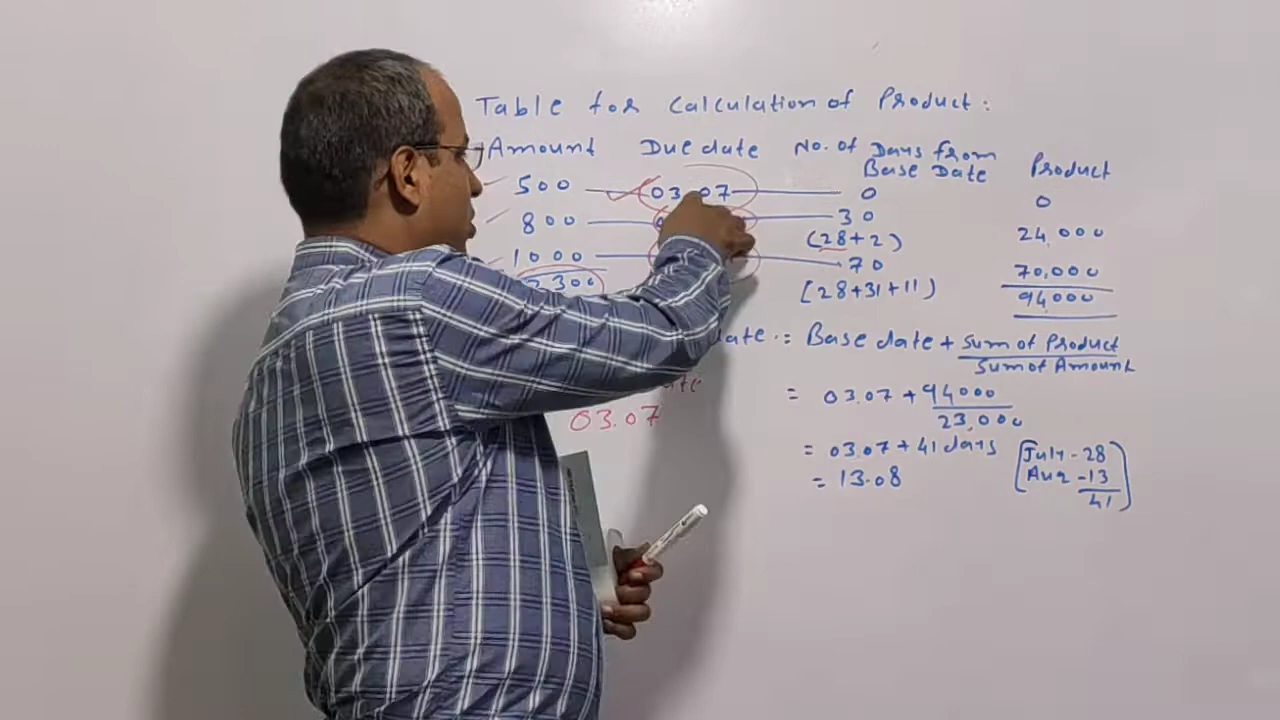 Table for Calculation of Product:
Amount Due date No. of Days from Base Date Product
500 03.07 0 0
800 30 24,000
(28+2)
1000 70 70,000
2300 (28+31+11) 94000
date := Base date + Sum of Product / Sum of Amount
= 03.07 + 94000 / 23,000
03.07
= 03.07 + 41 days [July - 28
= 13.08 Aug - 13
41]